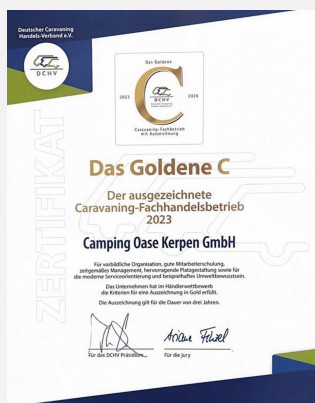 Deutscher Caravaning
Handels-Verband e.V.
DCHV
Das Goldene
C
2023
2026
DCHV
Caravaning-Fachbetrieb
mit Auszeichnung
ZERTIFIKAT
Das Goldene C
Der ausgezeichnete
Caravaning-Fachhandelsbetrieb
2023
Camping Oase Kerpen GmbH
Für vorbildliche Organisation, gute Mitarbeiterschulung,
zeitgemäßes Management, hervorragende Platzgestaltung sowie für
die moderne Serviceorientierung und beispielhaftes Umweltbewusstsein.
Das Unternehmen hat im Händlerwettbewerb
die Kriterien für eine Auszeichnung in Gold erfüllt.
Die Auszeichnung gilt für die Dauer von drei Jahren.
Für das DCHV Präsidium
Für die Jury